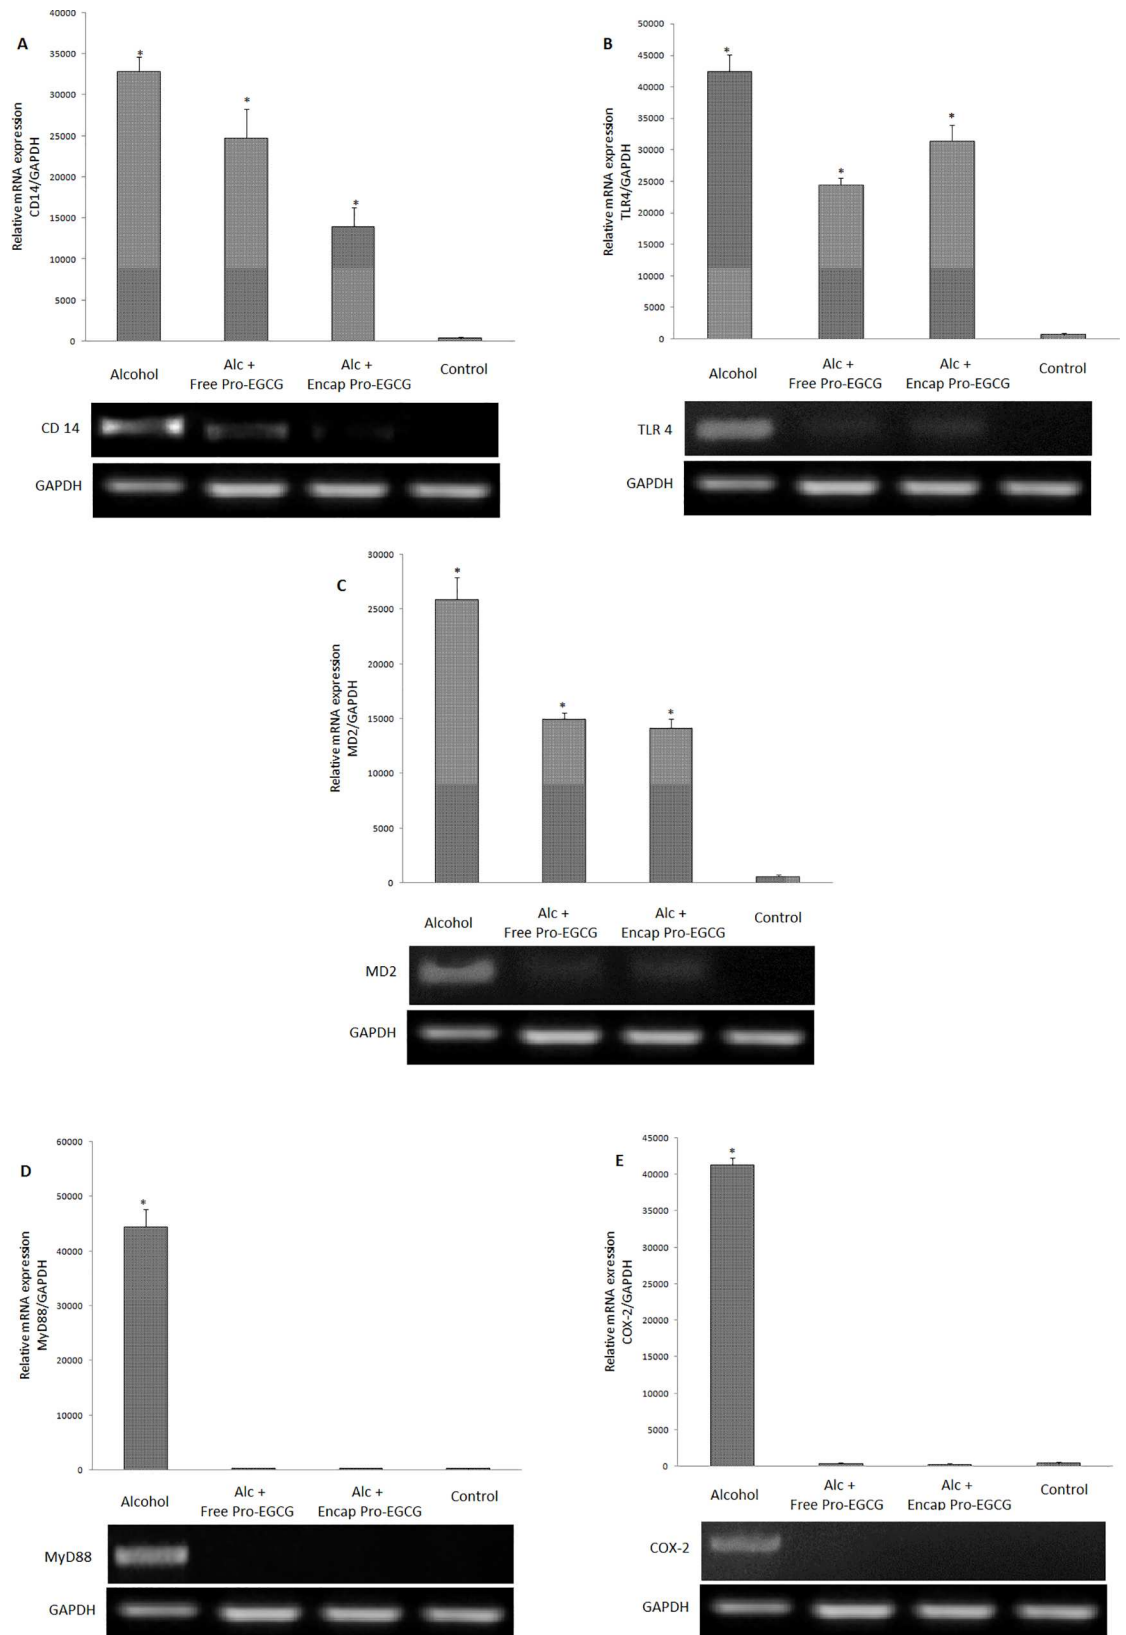 A
Relative mRNA expression
CD14/GAPDH
40000
35000
30000
25000
20000
15000
10000
5000
0
*
*
*
Alcohol
Alc +
Free Pro-EGCG
Alc +
Encap Pro-EGCG
Control
CD 14
GAPDH
B
Relative mRNA expression
TLR4/GAPDH
50000
45000
40000
35000
30000
25000
20000
15000
10000
5000
0
*
*
*
Alcohol
Alc +
Free Pro-EGCG
Alc +
Encap Pro-EGCG
Control
TLR 4
GAPDH
C
Relative mRNA expression
MD2/GAPDH
30000
25000
20000
15000
10000
5000
0
*
*
*
Alcohol
Alc +
Free Pro-EGCG
Alc +
Encap Pro-EGCG
Control
MD2
GAPDH
D
Relative mRNA expression
MyD88/GAPDH
60000
50000
40000
30000
20000
10000
0
*
Alcohol
Alc +
Free Pro-EGCG
Alc +
Encap Pro-EGCG
Control
MyD88
GAPDH
E
Relative mRNA expression
COX-2/GAPDH
45000
40000
35000
30000
25000
20000
15000
10000
5000
0
*
Alcohol
Alc +
Free Pro-EGCG
Alc +
Encap Pro-EGCG
Control
COX-2
GAPDH